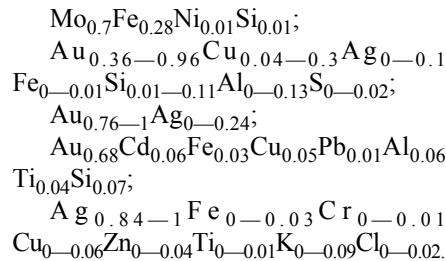 Mo₀.₇Fe₀.₂₈Ni₀.₀₁Si₀.₀₁;
Au₀.₃₆—₀.₉₆Cu₀.₀₄—₀.₃Ag₀—₀.₁
Fe₀—₀.₀₁Si₀.₀₁—₀.₁₁Al₀—₀.₁₃S₀—₀.₀₂;
Au₀.₇₆—₁Ag₀—₀.₂₄;
Au₀.₆₈Cd₀.₀₆Fe₀.₀₃Cu₀.₀₅Pb₀.₀₁Al₀.₀₆
Ti₀.₀₄Si₀.₀₇;
Ag₀.₈₄—₁Fe₀—₀.₀₃Cr₀—₀.₀₁
Cu₀—₀.₀₆Zn₀—₀.₀₄Ti₀—₀.₀₁K₀—₀.₀₉Cl₀—₀.₀₂.